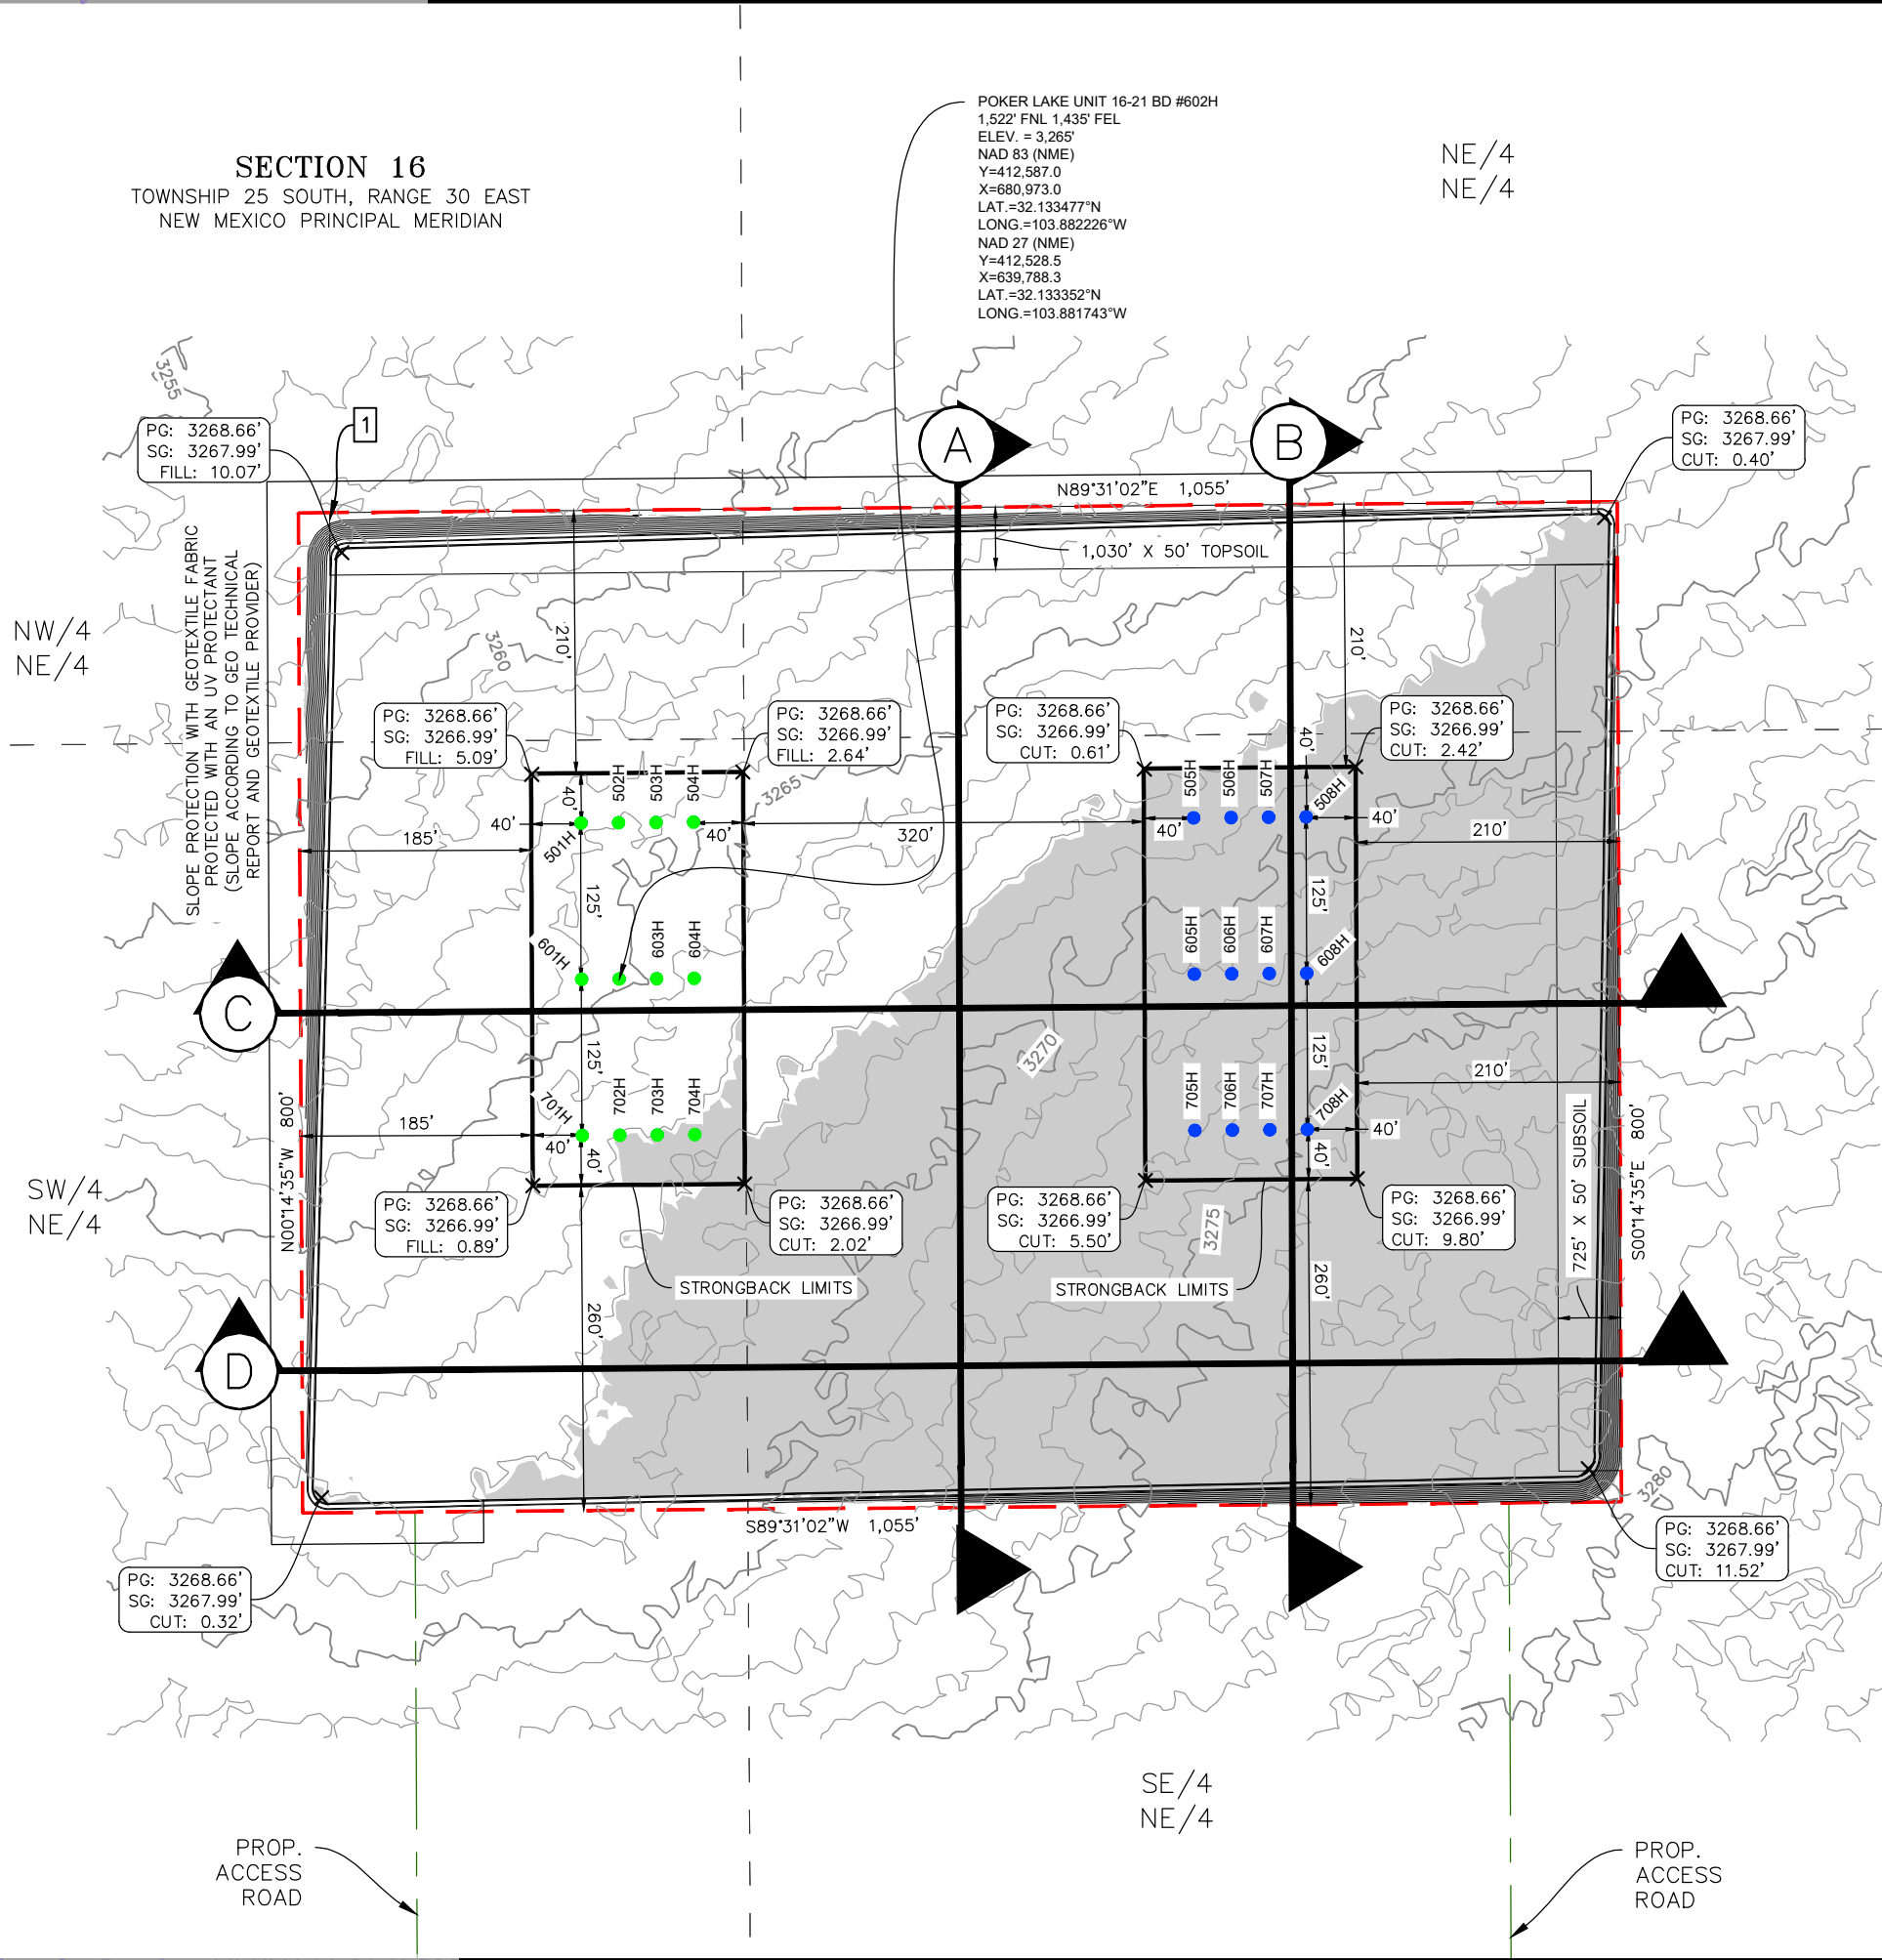 POKER LAKE UNIT 16-21 BD #602H
1,522' FNL 1,435' FEL
ELEV. = 3,265'
NAD 83 (NME)
Y=412,587.0
X=680,973.0
LAT.=32.133477°N
LONG.=103.882226°W
NAD 27 (NME)
Y=412,528.5
X=639,788.3
LAT.=32.133352°N
LONG.=103.881743°W
SECTION 16
TOWNSHIP 25 SOUTH, RANGE 30 EAST
NEW MEXICO PRINCIPAL MERIDIAN
NE/4
NE/4
3255
1
PG: 3268.66'
SG: 3267.99'
FILL: 10.07'
A
B
PG: 3268.66'
SG: 3267.99'
CUT: 0.40'
N89°31'02"E 1,055'
1,030' X 50' TOPSOIL
SLOPE PROTECTION WITH GEOTEXTILE FABRIC
PROTECTED WITH AN UV PROTECTANT
(SLOPE ACCORDING TO GEO TECHNICAL
REPORT AND GEOTEXTILE PROVIDER)
NW/4
NE/4
3260
210'
210'
PG: 3268.66'
SG: 3266.99'
FILL: 5.09'
PG: 3268.66'
SG: 3266.99'
FILL: 2.64'
PG: 3268.66'
SG: 3266.99'
CUT: 0.61'
PG: 3268.66'
SG: 3266.99'
CUT: 2.42'
3265
40'
40'
502H
503H
504H
505H
506H
507H
508H
40'
501H
40'
320'
40'
40'
185'
210'
125'
125'
601H
603H
604H
605H
606H
607H
608H
C
3270
125'
125'
210'
701H
702H
703H
704H
705H
706H
707H
708H
185'
40'
40'
40'
40'
N00°14'35"W 800'
725' X 50' SUBSOIL
S00°14'35"E 800'
SW/4
NE/4
PG: 3268.66'
SG: 3266.99'
FILL: 0.89'
PG: 3268.66'
SG: 3266.99'
CUT: 2.02'
PG: 3268.66'
SG: 3266.99'
CUT: 5.50'
3275
PG: 3268.66'
SG: 3266.99'
CUT: 9.80'
STRONGBACK LIMITS
STRONGBACK LIMITS
260'
260'
D
3280
S89°31'02"W 1,055'
PG: 3268.66'
SG: 3267.99'
CUT: 11.52'
PG: 3268.66'
SG: 3267.99'
CUT: 0.32'
SE/4
NE/4
PROP.
ACCESS
ROAD
PROP.
ACCESS
ROAD